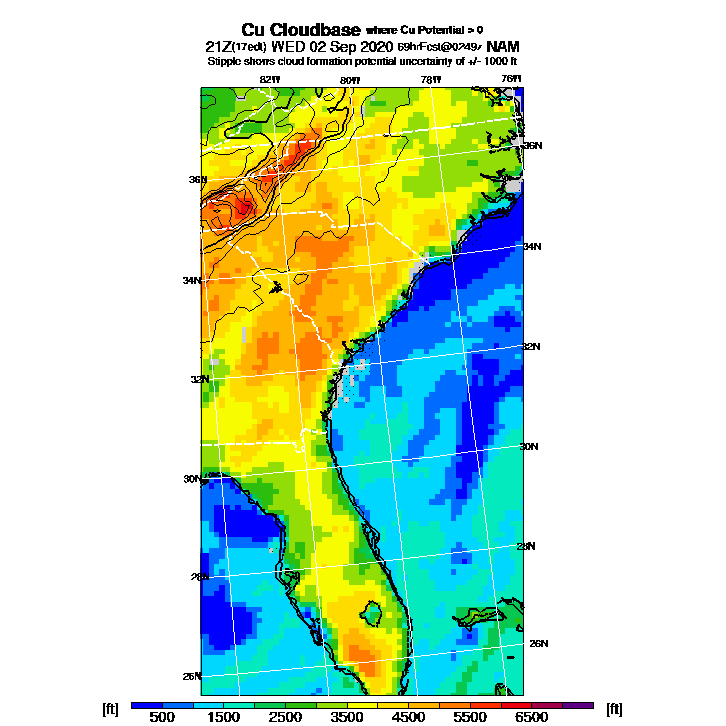 Cu Cloudbase where Cu Potential > 0
21Z(17edt) WED 02 Sep 2020 69hrFcst@0249z NAM
Stipple shows cloud formation potential uncertainty of +/- 1000 ft
82W 80W 78W 76W
36N 36N
34N 34N
32N 32N
30N 30N
28N 28N
26N 26N
[ft] 500 1500 2500 3500 4500 5500 6500 [ft]